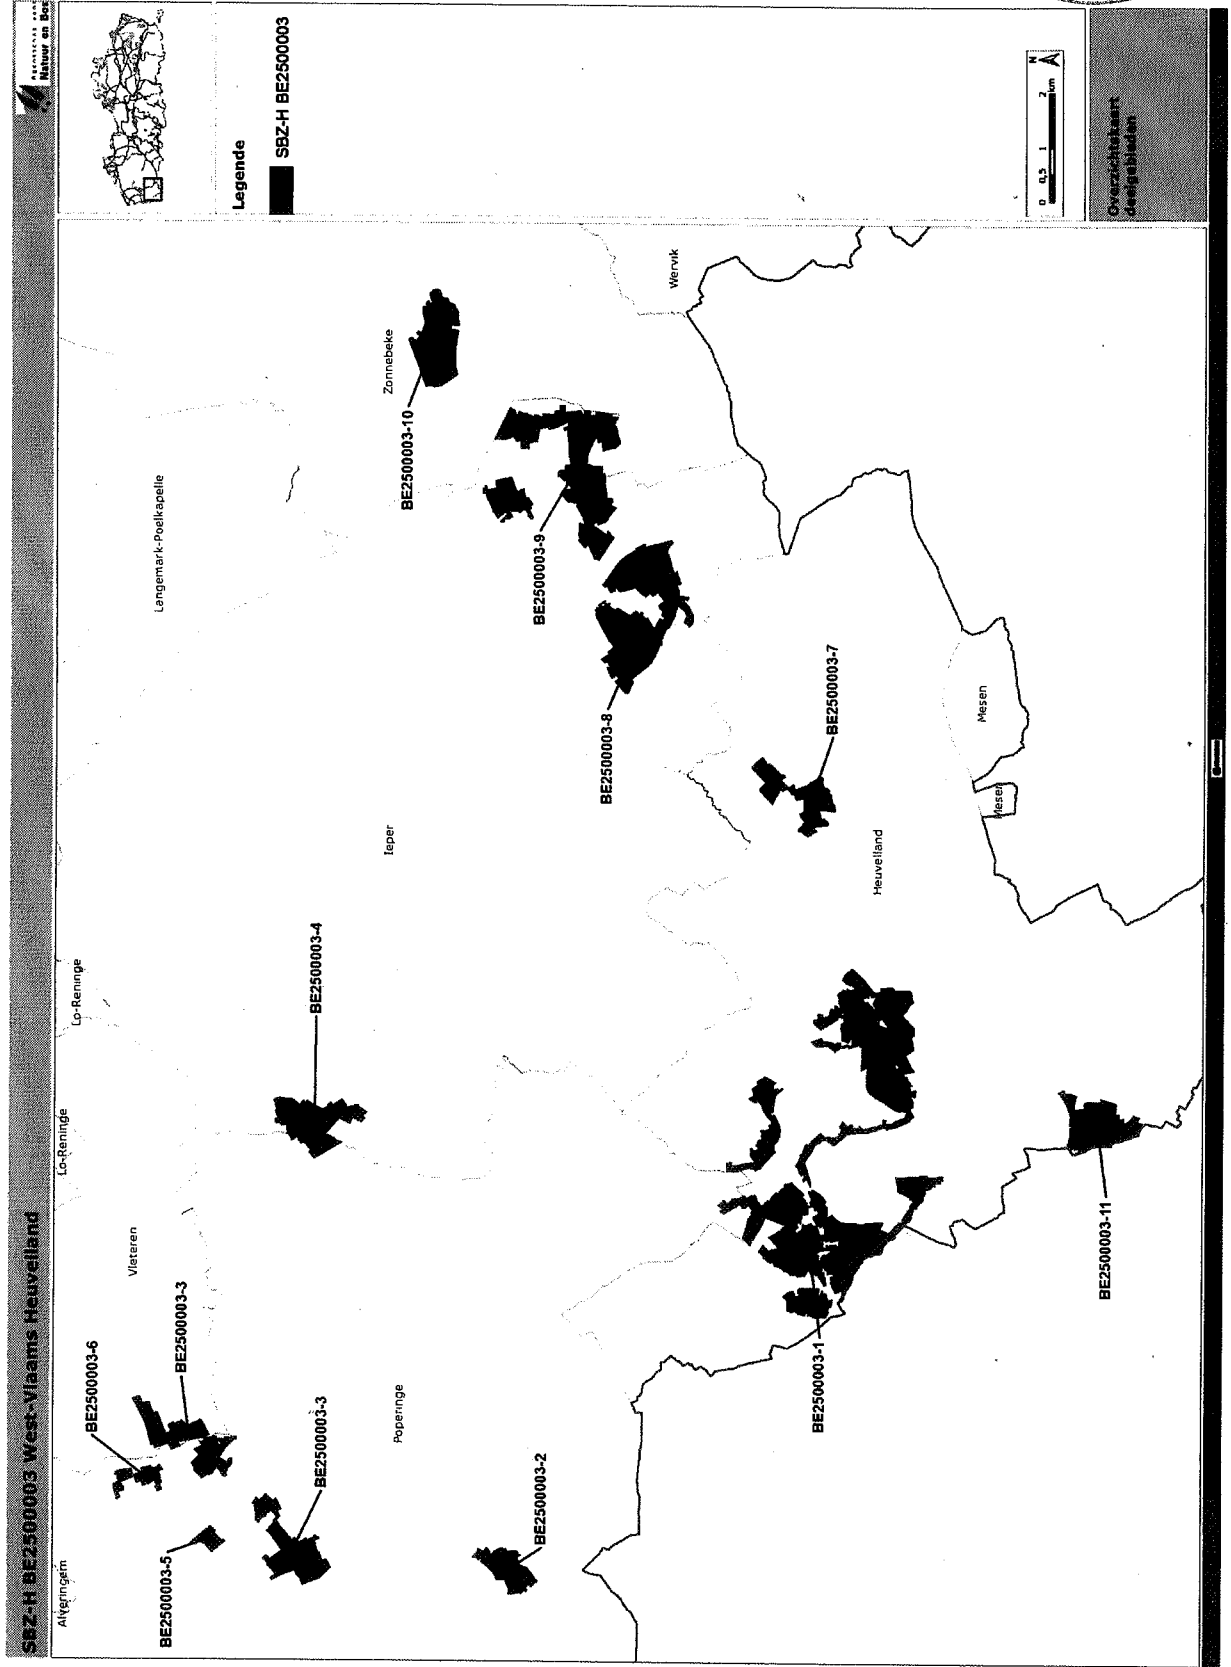 SBZ-H BE2500003 West-Vlaams Heuvelland
Natuur en Bos
Alveringem
Lo-Reninge
Lo-Reninge
Vleteren
Langemark-Poelkapelle
BE2500003-6
BE2500003-5
BE2500003-3
BE2500003-3
BE2500003-4
Poperinge
Ieper
Zonnebeke
BE2500003-10
BE2500003-2
BE2500003-9
BE2500003-8
Wervik
BE2500003-1
BE2500003-7
Heuvelland
Mesen
Mesen
BE2500003-11
Legende
SBZ-H BE2500003
N
0 0,5 1 2
km
Overzichtskaart
deelgebieden